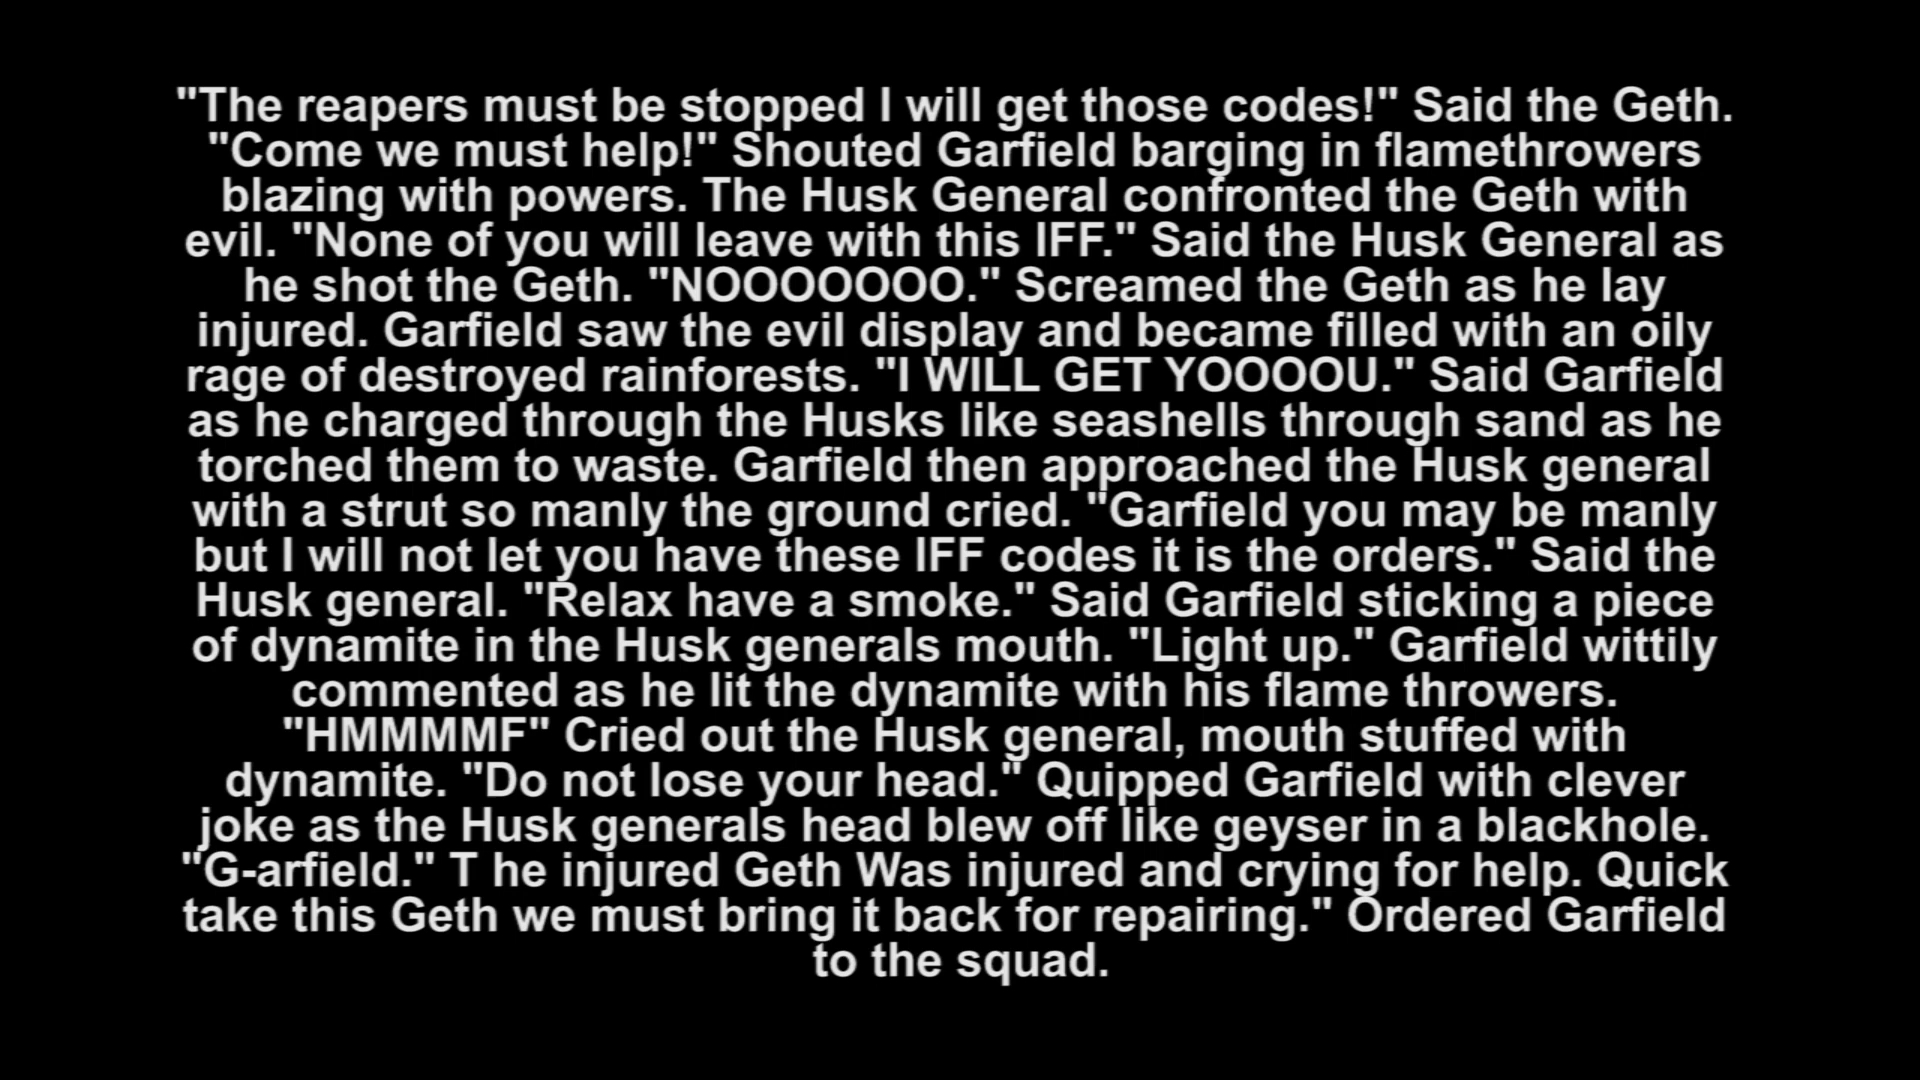 "The reapers must be stopped I will get those codes!" Said the Geth.
"Come we must help!" Shouted Garfield barging in flamethrowers
blazing with powers. The Husk General confronted the Geth with
evil. "None of you will leave with this IFF." Said the Husk General as
he shot the Geth. "NOOOOOOO." Screamed the Geth as he lay
injured. Garfield saw the evil display and became filled with an oily
rage of destroyed rainforests. "I WILL GET YOOOOU." Said Garfield
as he charged through the Husks like seashells through sand as he
torched them to waste. Garfield then approached the Husk general
with a strut so manly the ground cried. "Garfield you may be manly
but I will not let you have these IFF codes it is the orders." Said the
Husk general. "Relax have a smoke." Said Garfield sticking a piece
of dynamite in the Husk generals mouth. "Light up." Garfield wittily
commented as he lit the dynamite with his flame throwers.
"HMMMMF" Cried out the Husk general, mouth stuffed with
dynamite. "Do not lose your head." Quipped Garfield with clever
joke as the Husk generals head blew off like geyser in a blackhole.
"G-arfield." T he injured Geth Was injured and crying for help. Quick
take this Geth we must bring it back for repairing." Ordered Garfield
to the squad.